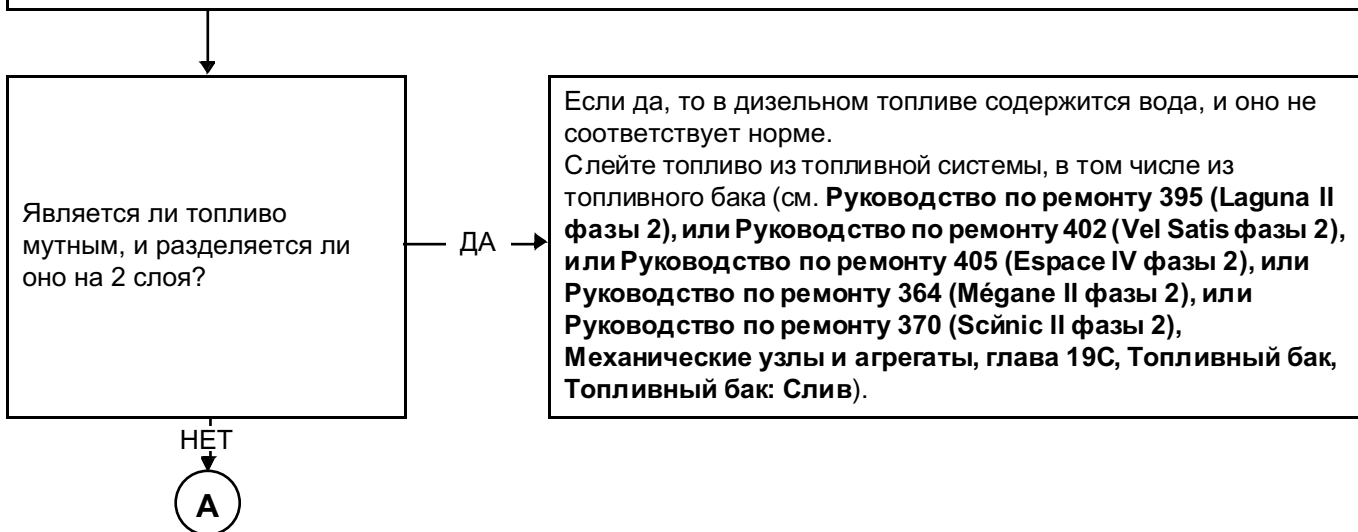 Является ли топливо
мутным, и разделяется ли
оно на 2 слоя?
ДА
Если да, то в дизельном топливе содержится вода, и оно не
соответствует норме.
Слейте топливо из топливной системы, в том числе из
топливного бака (см. Руководство по ремонту 395 (Laguna II
фазы 2), или Руководство по ремонту 402 (Vel Satis фазы 2),
или Руководство по ремонту 405 (Espace IV фазы 2), или
Руководство по ремонту 364 (Mégane II фазы 2), или
Руководство по ремонту 370 (Scйnic II фазы 2),
Механические узлы и агрегаты, глава 19C, Топливный бак,
Топливный бак: Слив).
НЕТ
A